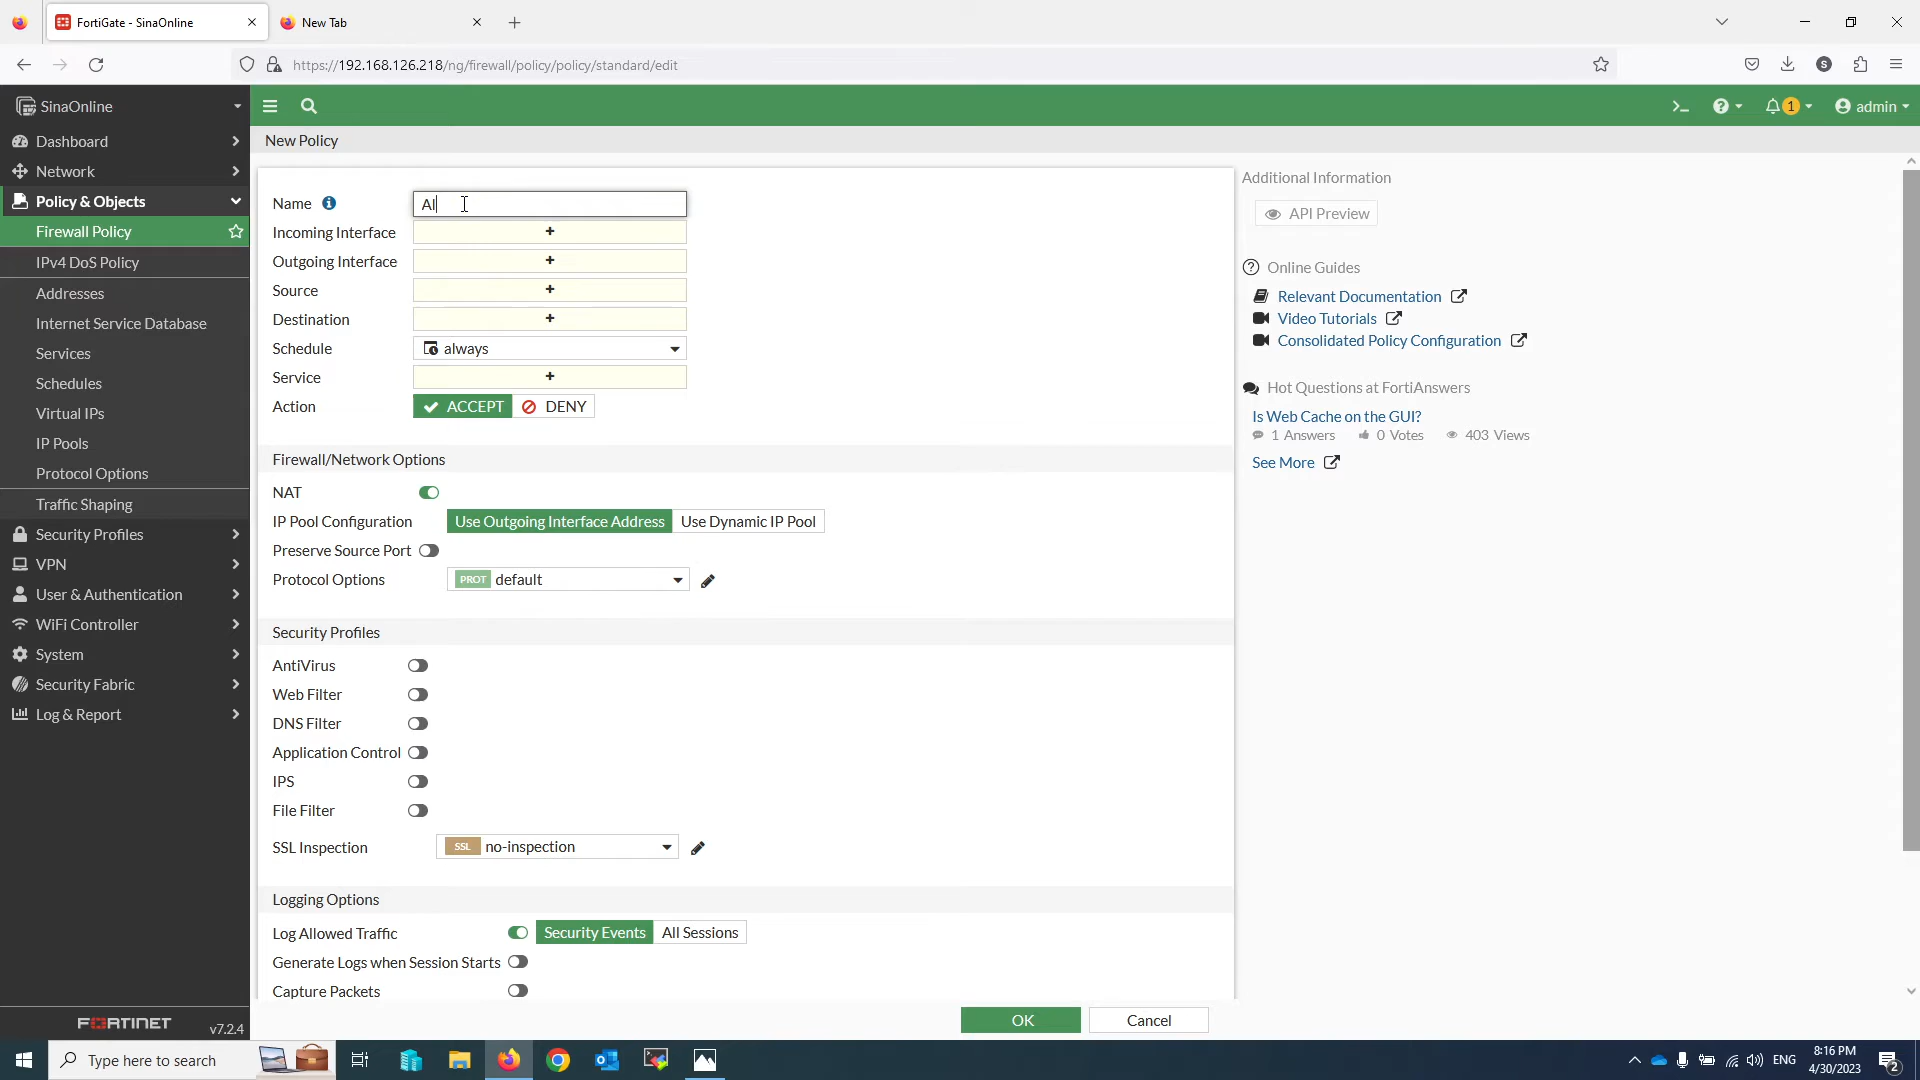 FortiGate - SinaOnline
New Tab
https://192.168.126.218/ng/firewall/policy/policy/standard/edit
SinaOnline
1
admin
Dashboard
Network
Policy & Objects
Firewall Policy
IPv4 DoS Policy
Addresses
Internet Service Database
Services
Schedules
Virtual IPs
IP Pools
Protocol Options
Traffic Shaping
Security Profiles
VPN
User & Authentication
WiFi Controller
System
Security Fabric
Log & Report
FORTINET
v7.2.4
New Policy
Name
Al
Incoming Interface
Outgoing Interface
Source
Destination
Schedule
always
Service
Action
ACCEPT
DENY
Firewall/Network Options
NAT
IP Pool Configuration
Use Outgoing Interface Address
Use Dynamic IP Pool
Preserve Source Port
Protocol Options
PROT
default
Security Profiles
AntiVirus
Web Filter
DNS Filter
Application Control
IPS
File Filter
SSL Inspection
SSL
no-inspection
Logging Options
Log Allowed Traffic
Security Events
All Sessions
Generate Logs when Session Starts
Capture Packets
OK
Cancel
Additional Information
API Preview
Online Guides
Relevant Documentation
Video Tutorials
Consolidated Policy Configuration
Hot Questions at FortiAnswers
Is Web Cache on the GUI?
1 Answers
0 Votes
403 Views
See More
Type here to search
ENG
8:16 PM
4/30/2023
2